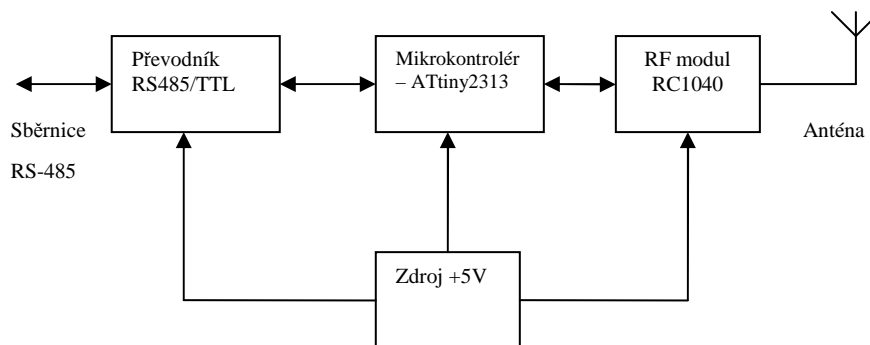 Převodník
RS485/TTL
Mikrokontrolér
– ATtiny2313
RF modul
RC1040
Sběrnice
RS-485
Anténa
Zdroj +5V